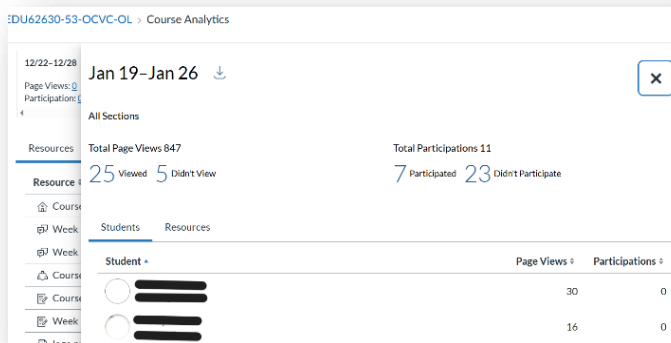 EDU62630-53-OCVC-OL > Course Analytics
12/22–12/28
Page Views: 0
Participation: 0
Jan 19–Jan 26
All Sections
Total Page Views 847
25 Viewed 5 Didn't View
Total Participations 11
7 Participated 23 Didn't Participate
Resources
Resource
Course
Week
Week
Course
Course
Week
Students Resources
Student Page Views Participations
30 0
16 0